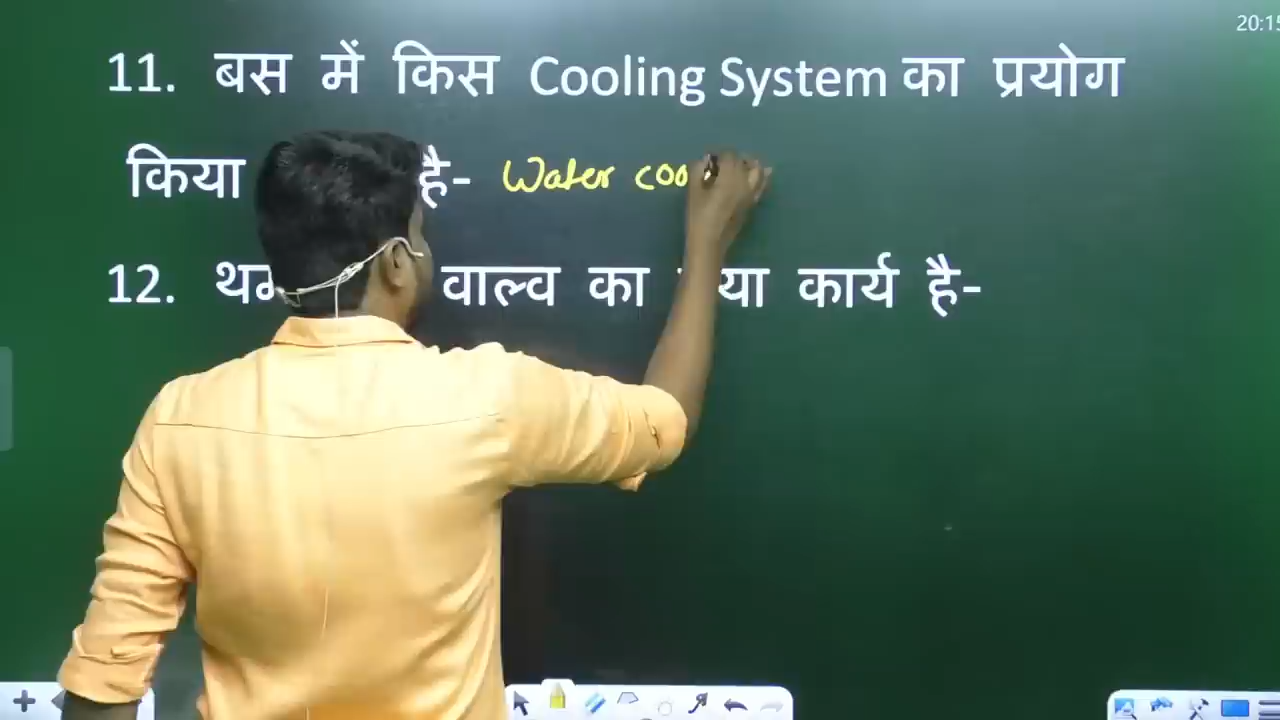 20:15
11. बस में किस Cooling System का प्रयोग
किया है- Water coo
12. वाल्व का कार्य है-